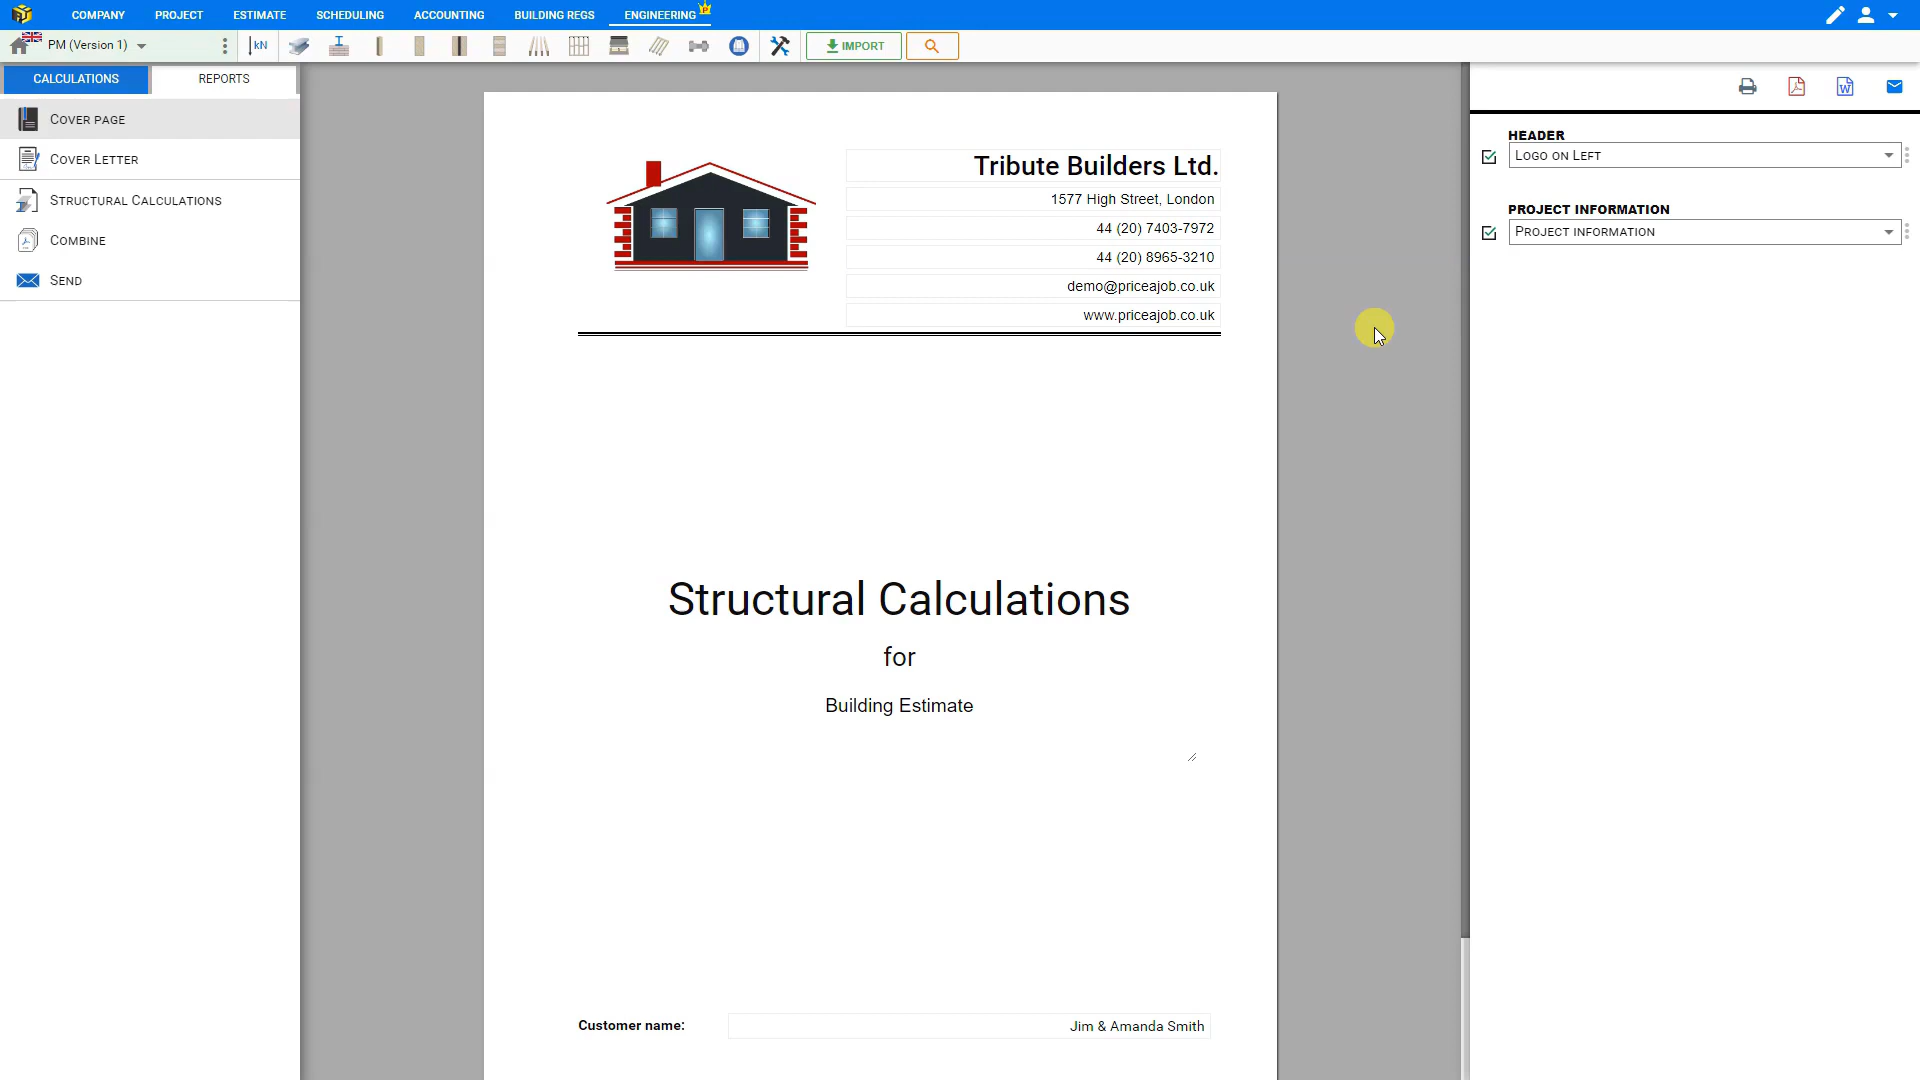 COMPANY PROJECT ESTIMATE SCHEDULING ACCOUNTING BUILDING REGS ENGINEERING
PM (Version 1) kN IMPORT
CALCULATIONS REPORTS
COVER PAGE
COVER LETTER
STRUCTURAL CALCULATIONS
COMBINE
SEND
Tribute Builders Ltd.
1577 High Street, London
44 (20) 7403-7972
44 (20) 8965-3210
demo@priceajob.co.uk
www.priceajob.co.uk
Structural Calculations
for
Building Estimate
Customer name: Jim & Amanda Smith
W
HEADER
LOGO ON LEFT
PROJECT INFORMATION
PROJECT INFORMATION